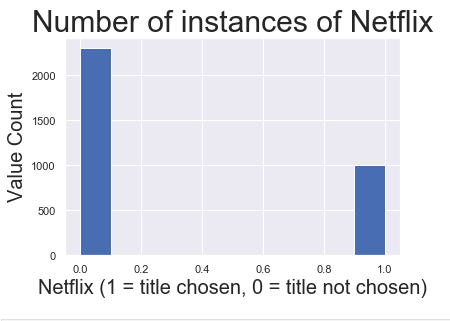 Number of instances of Netflix
Value Count
2000
1500
1000
500
0
0.0 0.2 0.4 0.6 0.8 1.0
Netflix (1 = title chosen, 0 = title not chosen)